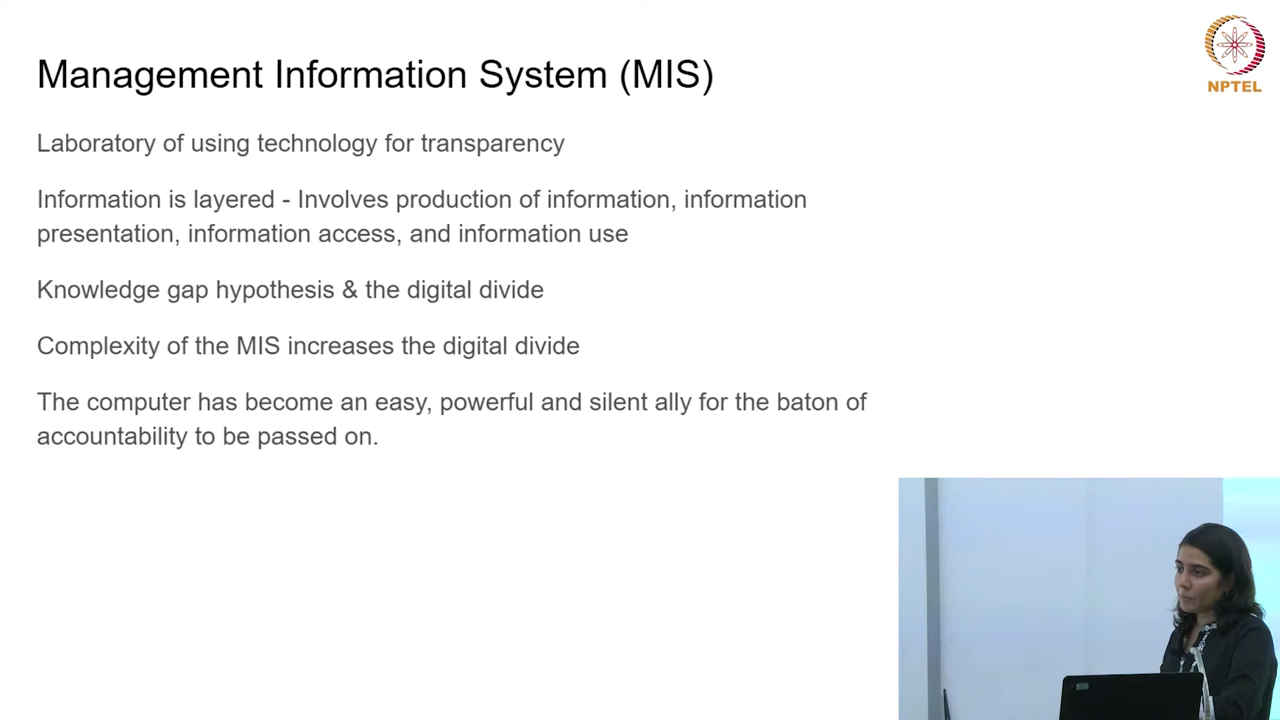 Management Information System (MIS)
NPTEL
Laboratory of using technology for transparency
Information is layered - Involves production of information, information
presentation, information access, and information use
Knowledge gap hypothesis & the digital divide
Complexity of the MIS increases the digital divide
The computer has become an easy, powerful and silent ally for the baton of
accountability to be passed on.